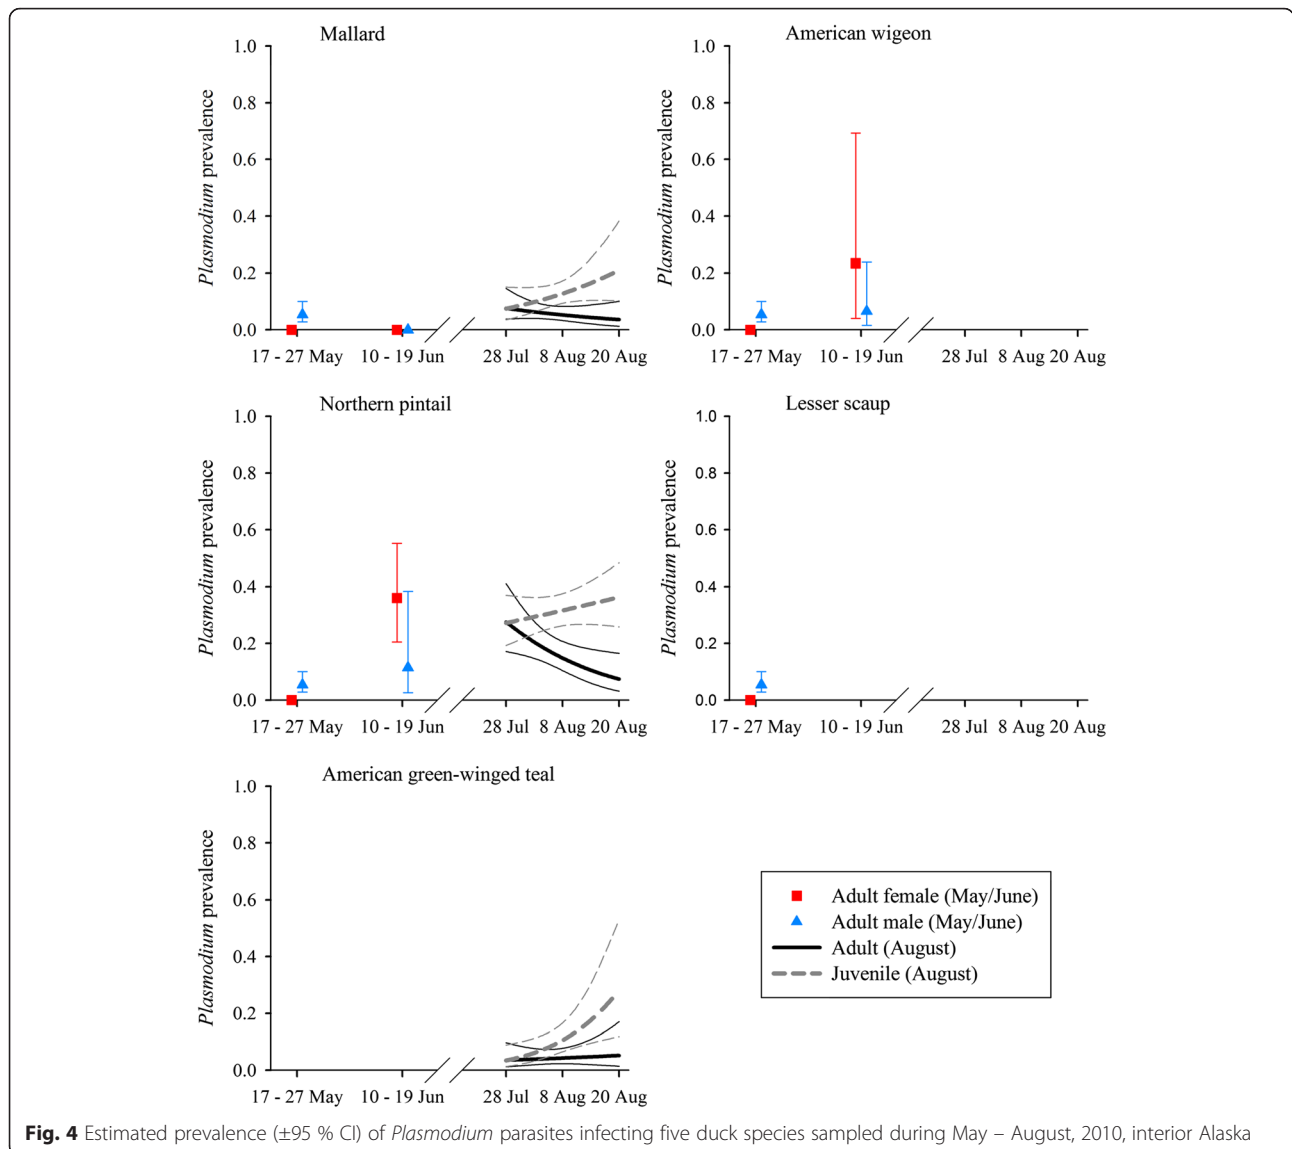 Mallard
1.0
0.8
0.6
0.4
0.2
0.0
Plasmodium prevalence
17 - 27 May 10 - 19 Jun 28 Jul 8 Aug 20 Aug
American wigeon
1.0
0.8
0.6
0.4
0.2
0.0
Plasmodium prevalence
17 - 27 May 10 - 19 Jun 28 Jul 8 Aug 20 Aug
Northern pintail
1.0
0.8
0.6
0.4
0.2
0.0
Plasmodium prevalence
17 - 27 May 10 - 19 Jun 28 Jul 8 Aug 20 Aug
Lesser scaup
1.0
0.8
0.6
0.4
0.2
0.0
Plasmodium prevalence
17 - 27 May 10 - 19 Jun 28 Jul 8 Aug 20 Aug
American green-winged teal
1.0
0.8
0.6
0.4
0.2
0.0
Plasmodium prevalence
17 - 27 May 10 - 19 Jun 28 Jul 8 Aug 20 Aug
Adult female (May/June)
Adult male (May/June)
Adult (August)
Juvenile (August)
Fig. 4 Estimated prevalence (±95 % CI) of Plasmodium parasites infecting five duck species sampled during May – August, 2010, interior Alaska